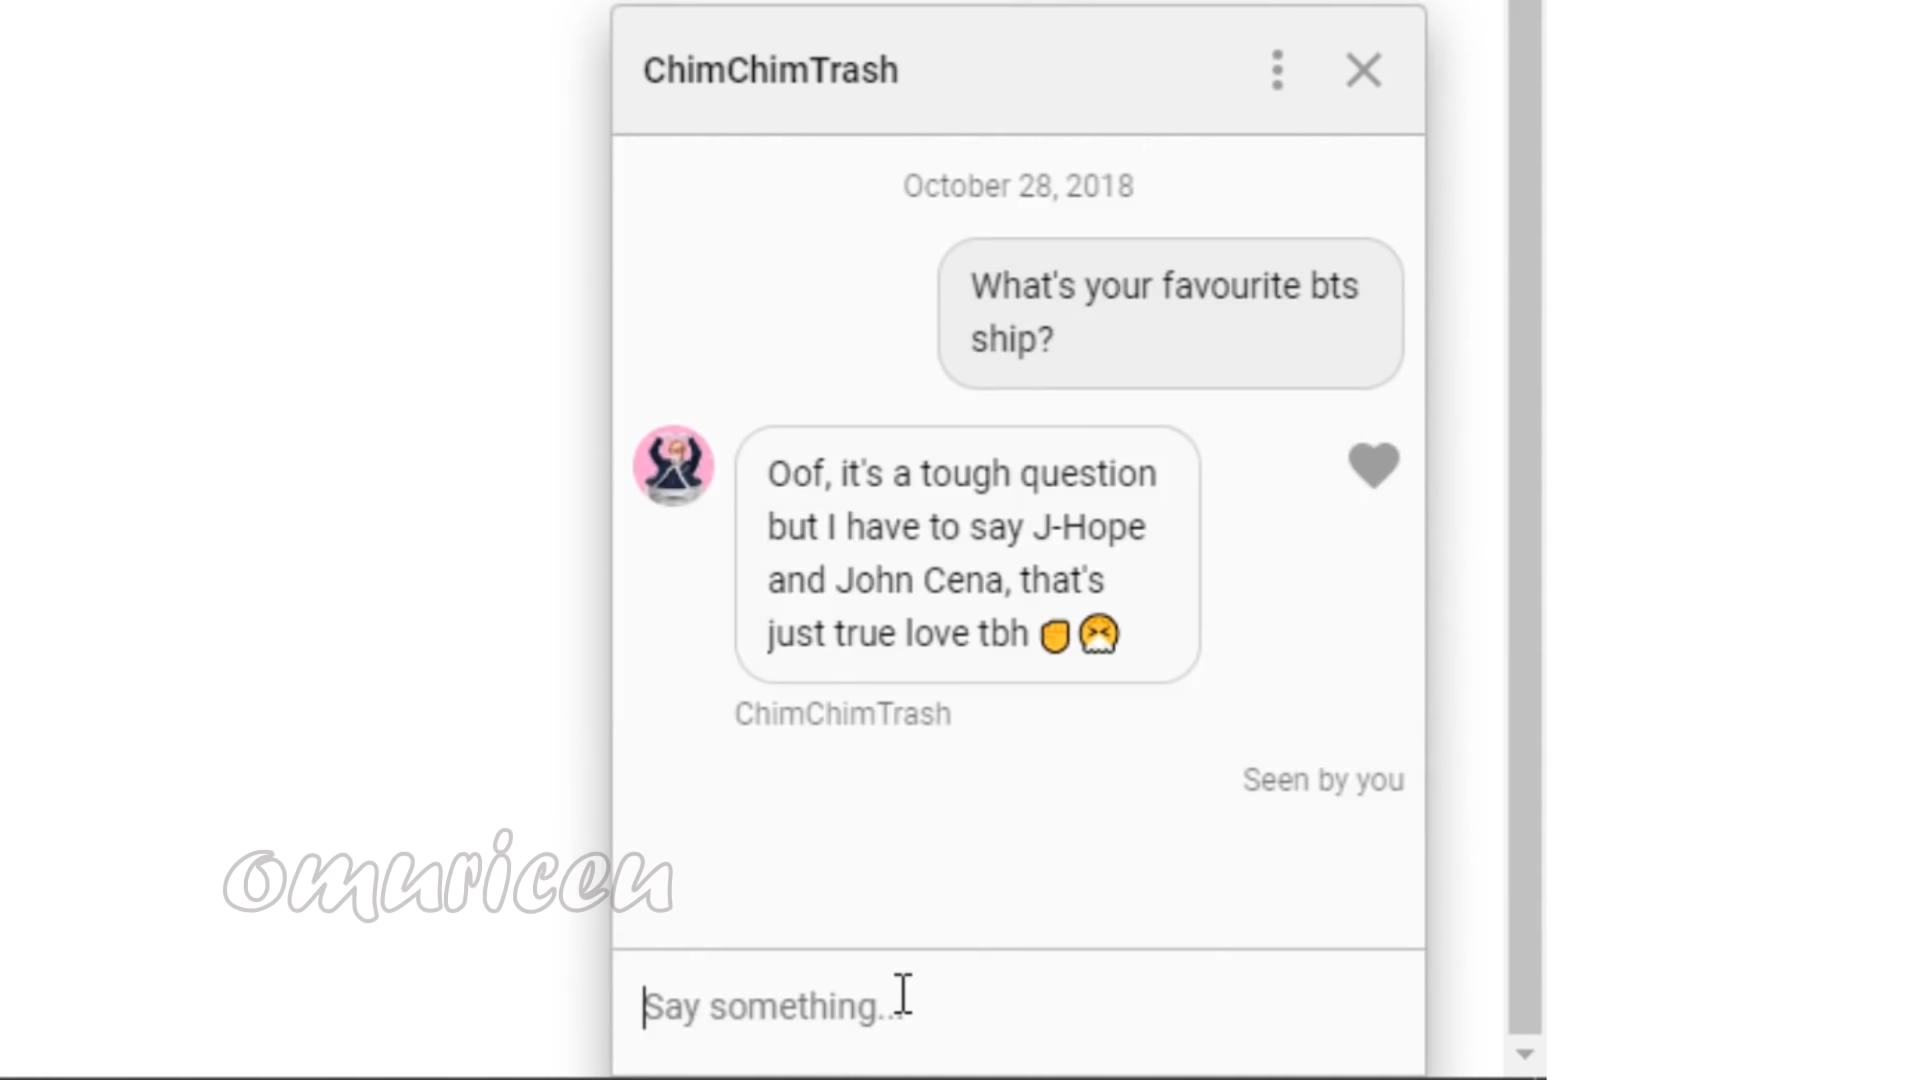 ChimChimTrash
October 28, 2018
What's your favourite bts
ship?
Oof, it's a tough question
but I have to say J-Hope
and John Cena, that's
just true love tbh ✊😤
ChimChimTrash
Seen by you
omuriceu
Say something...